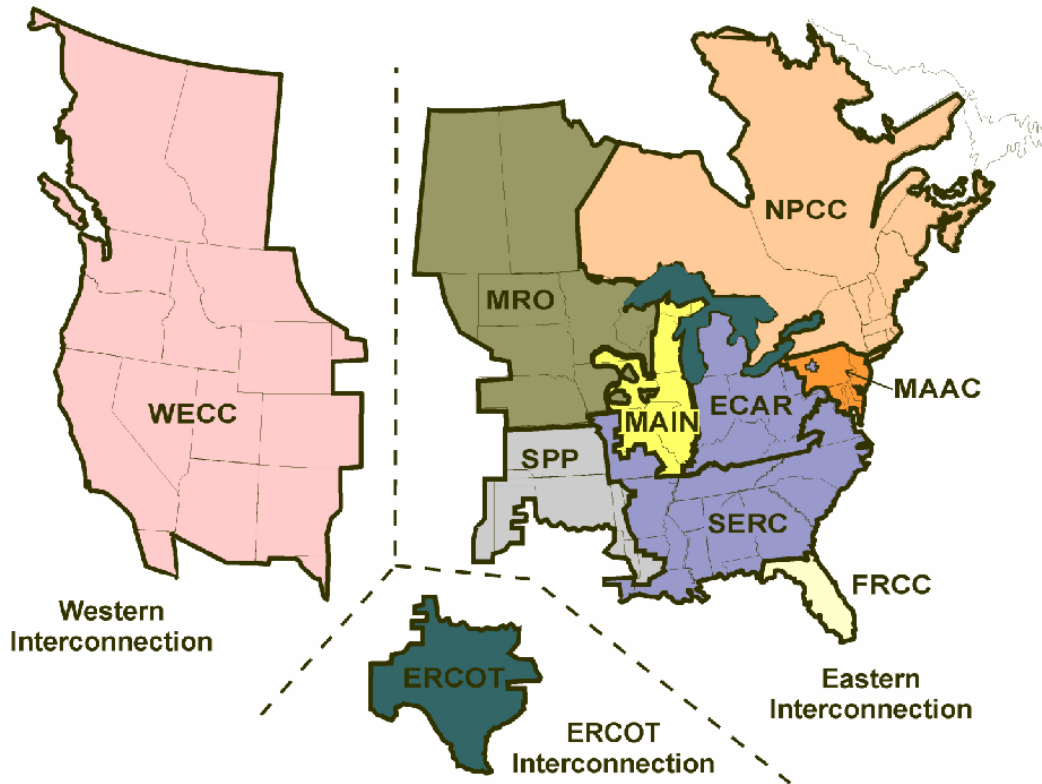 NPCC
MRO
MAAC
WECC
MAIN
ECAR
SPP
SERC
FRCC
Western
Interconnection
ERCOT
Eastern
Interconnection
ERCOT
Interconnection